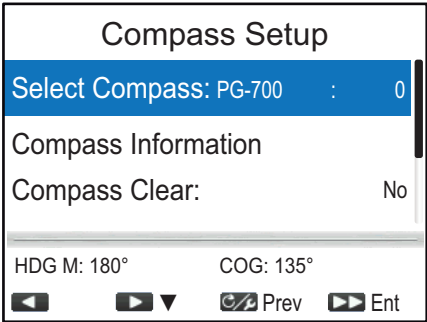 Compass Setup
Select Compass: PG-700 : 0
Compass Information
Compass Clear: No
HDG M: 180° COG: 135°
Prev Ent